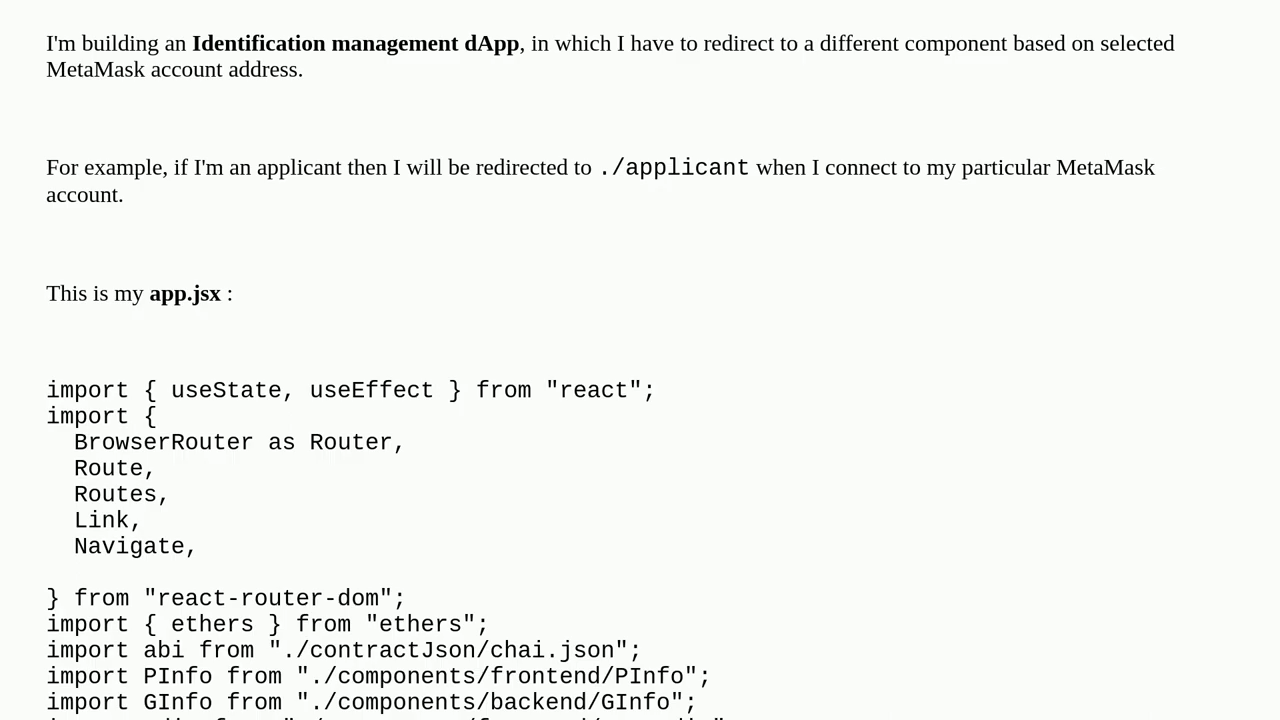 I'm building an Identification management dApp, in which I have to redirect to a different component based on selected
MetaMask account address.
For example, if I'm an applicant then I will be redirected to ./applicant when I connect to my particular MetaMask
account.
This is my app.jsx :
import { useState, useEffect } from "react";
import {
  BrowserRouter as Router,
  Route,
  Routes,
  Link,
  Navigate,
} from "react-router-dom";
import { ethers } from "ethers";
import abi from "./contractJson/chai.json";
import PInfo from "./components/frontend/PInfo";
import GInfo from "./components/backend/GInfo";